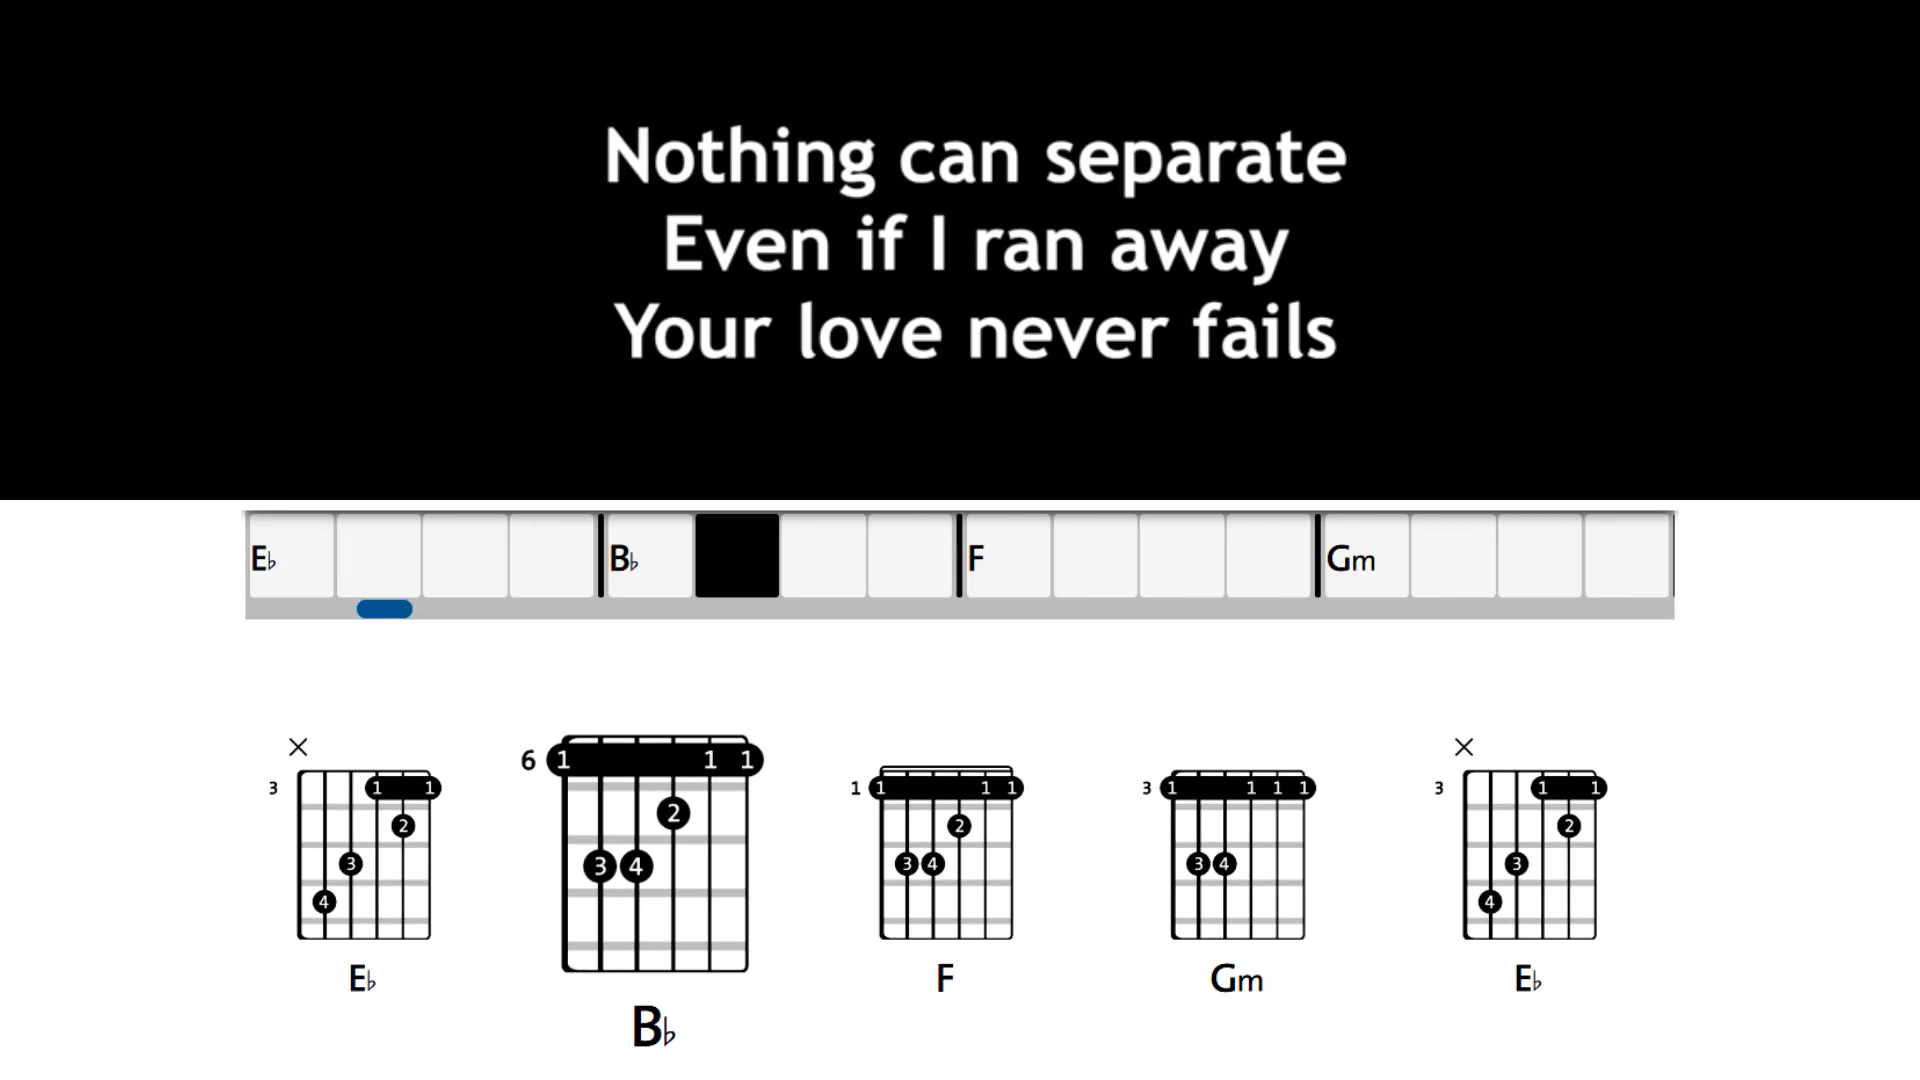 Nothing can separate
Even if I ran away
Your love never fails
E♭ B♭ F Gm
× ×
3 1 1 6 1 1 1 1 1 1 1 3 1 1 1 1 3 1 1
2 2 2 2
3 3 4 3 4 3 4 3
4 4
E♭ B♭ F Gm E♭